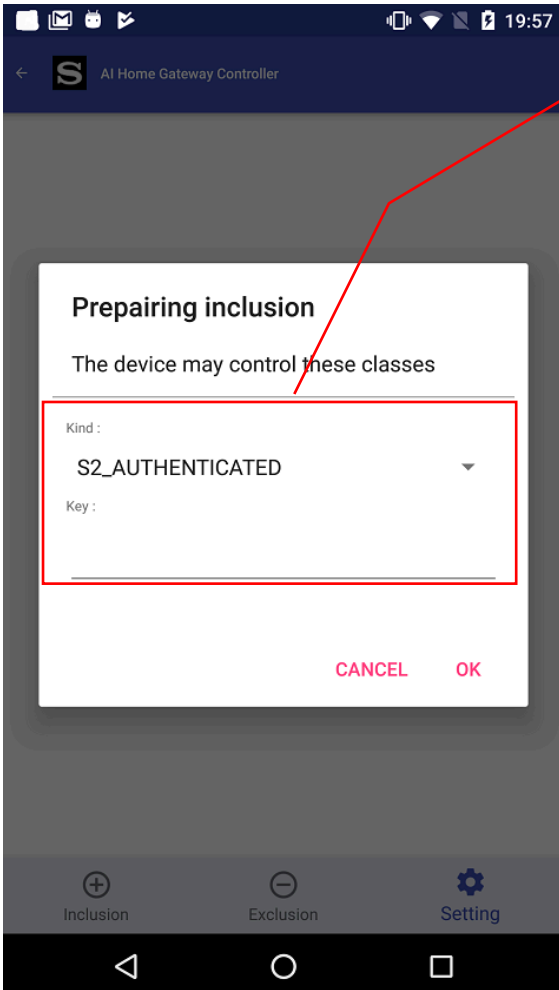 19:57
S AI Home Gateway Controller
Prepairing inclusion
The device may control these classes
Kind :
S2_AUTHENTICATED
Key :
CANCEL OK
Inclusion Exclusion Setting